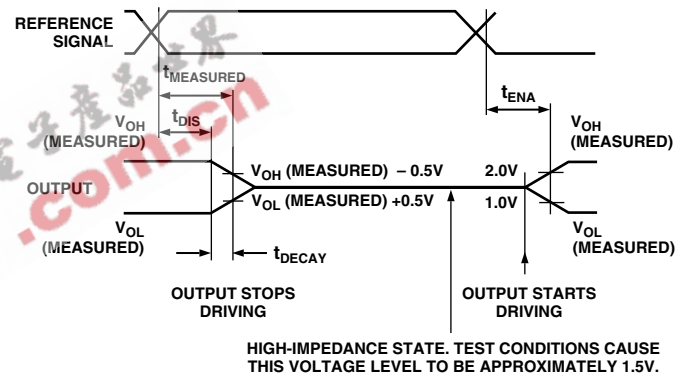 REFERENCE
SIGNAL
tMEASURED
tDIS
tENA
VOH
(MEASURED)
VOH
(MEASURED)
VOH (MEASURED) – 0.5V
2.0V
OUTPUT
VOL (MEASURED) +0.5V
1.0V
VOL
(MEASURED)
VOL
(MEASURED)
tDECAY
OUTPUT STOPS
DRIVING
OUTPUT STARTS
DRIVING
HIGH-IMPEDANCE STATE. TEST CONDITIONS CAUSE
THIS VOLTAGE LEVEL TO BE APPROXIMATELY 1.5V.
.com.cn